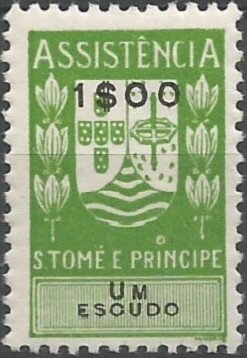 ASSISTÊNCIA
1$00
S. TOMÉ E PRINCIPE
UM
ESCUDO